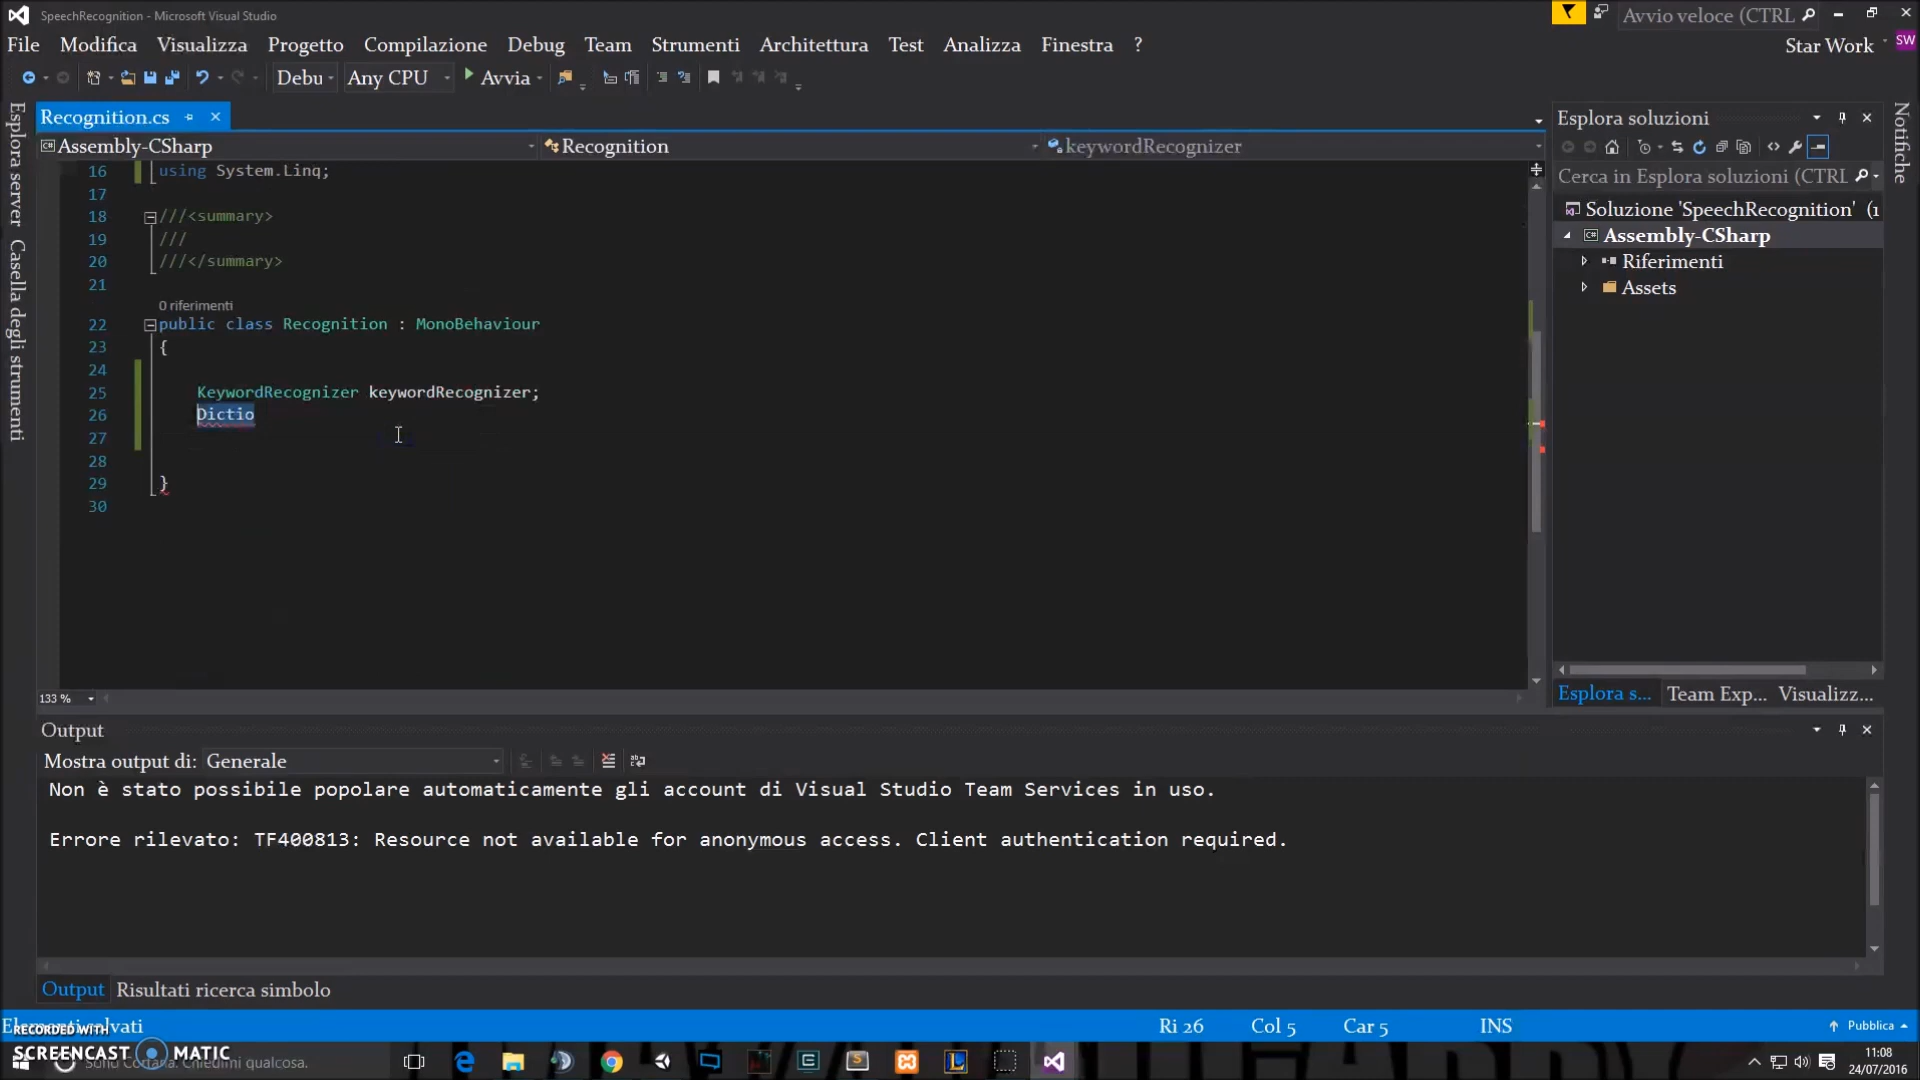 SpeechRecognition - Microsoft Visual Studio
Avvio veloce (CTRL
File Modifica Visualizza Progetto Compilazione Debug Team Strumenti Architettura Test Analizza Finestra ?
Star Work
SW
Debu Any CPU Avvia
Esplora server
Casella degli strumenti
Recognition.cs
Assembly-CSharp
Recognition
keywordRecognizer
16 using System.Linq;
17
18 ///<summary>
19 ///
20 ///</summary>
21
0 riferimenti
22 public class Recognition : MonoBehaviour
23 {
24
25 KeywordRecognizer keywordRecognizer;
26 Dictio
27
28
29 }
30
133 %
Esplora soluzioni
Cerca in Esplora soluzioni (CTRL
Soluzione 'SpeechRecognition' (1
Assembly-CSharp
Riferimenti
Assets
Esplora s... Team Exp... Visualizz...
Notifiche
Output
Mostra output di: Generale
Non è stato possibile popolare automaticamente gli account di Visual Studio Team Services in uso.
Errore rilevato: TF400813: Resource not available for anonymous access. Client authentication required.
Output Risultati ricerca simbolo
Ri 26 Col 5 Car 5 INS Pubblica
RECORDED WITH
SCREENCAST MATIC
Sono Cortana. Chiedimi qualcosa.
11:08
24/07/2016